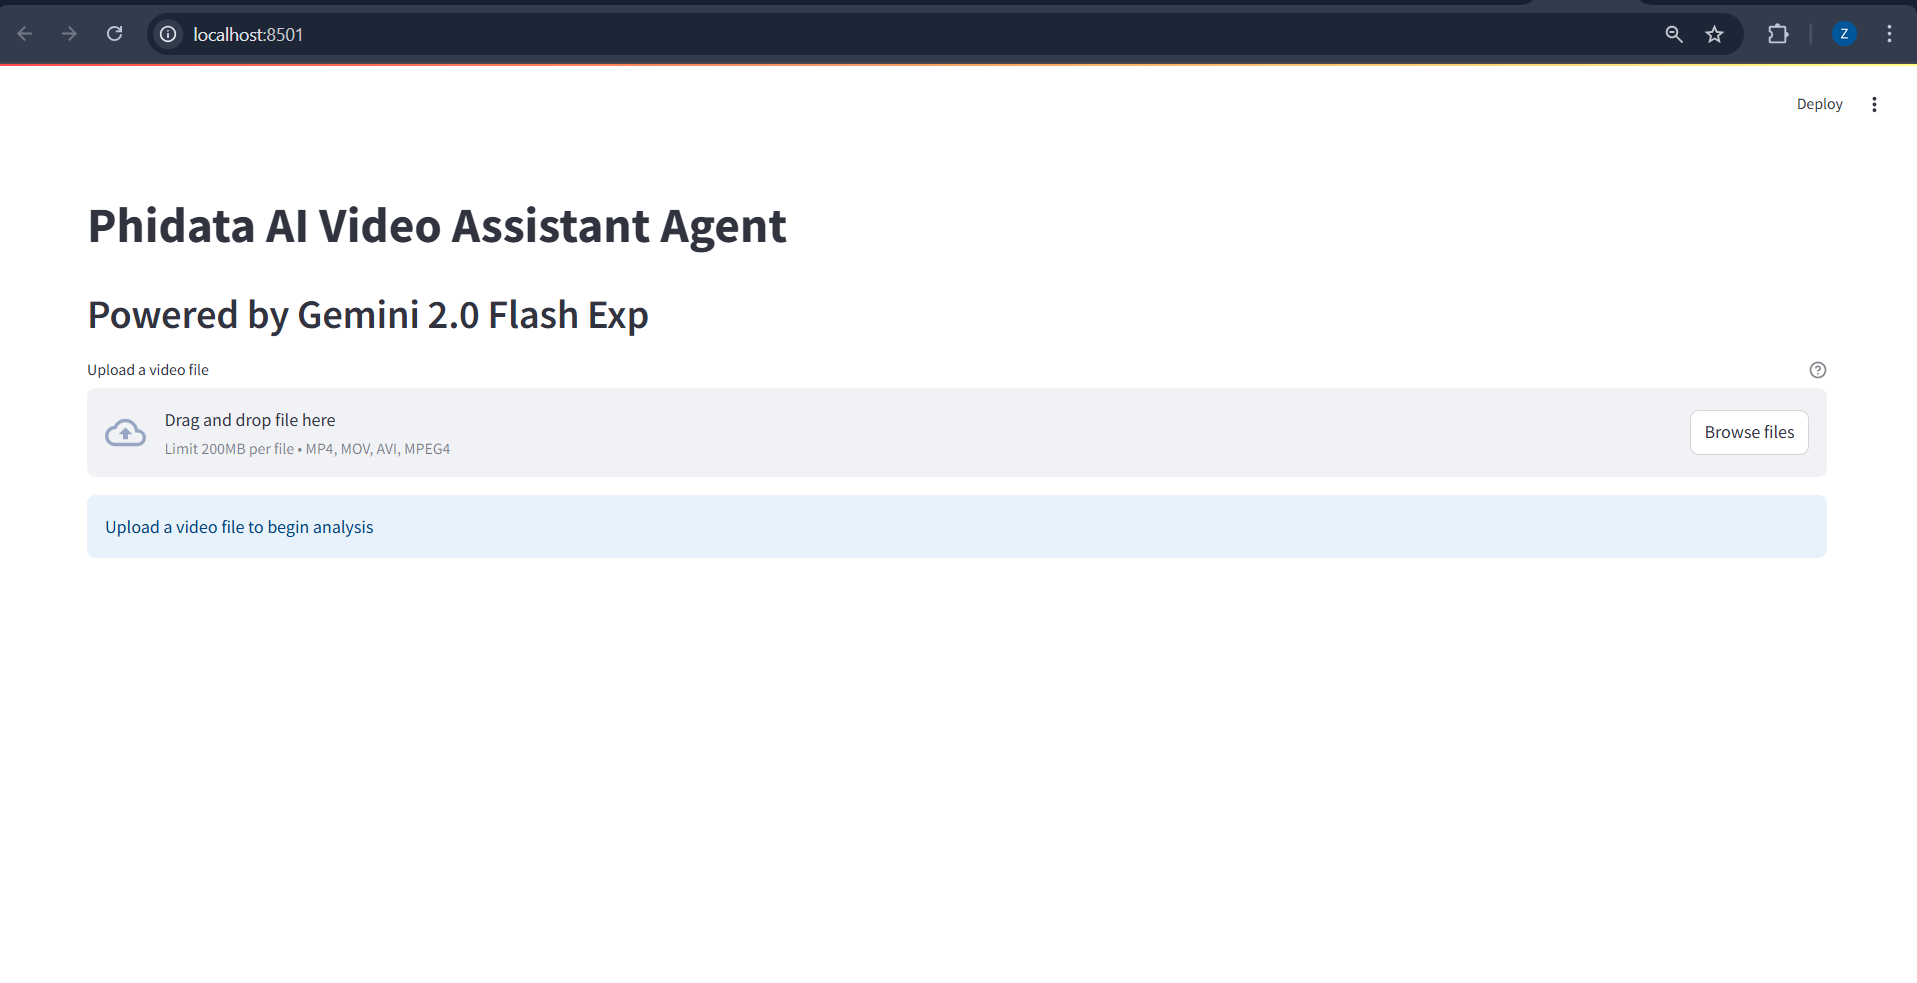 localhost:8501
Z
Deploy
Phidata AI Video Assistant Agent
Powered by Gemini 2.0 Flash Exp
Upload a video file
Drag and drop file here
Limit 200MB per file • MP4, MOV, AVI, MPEG4
Browse files
Upload a video file to begin analysis